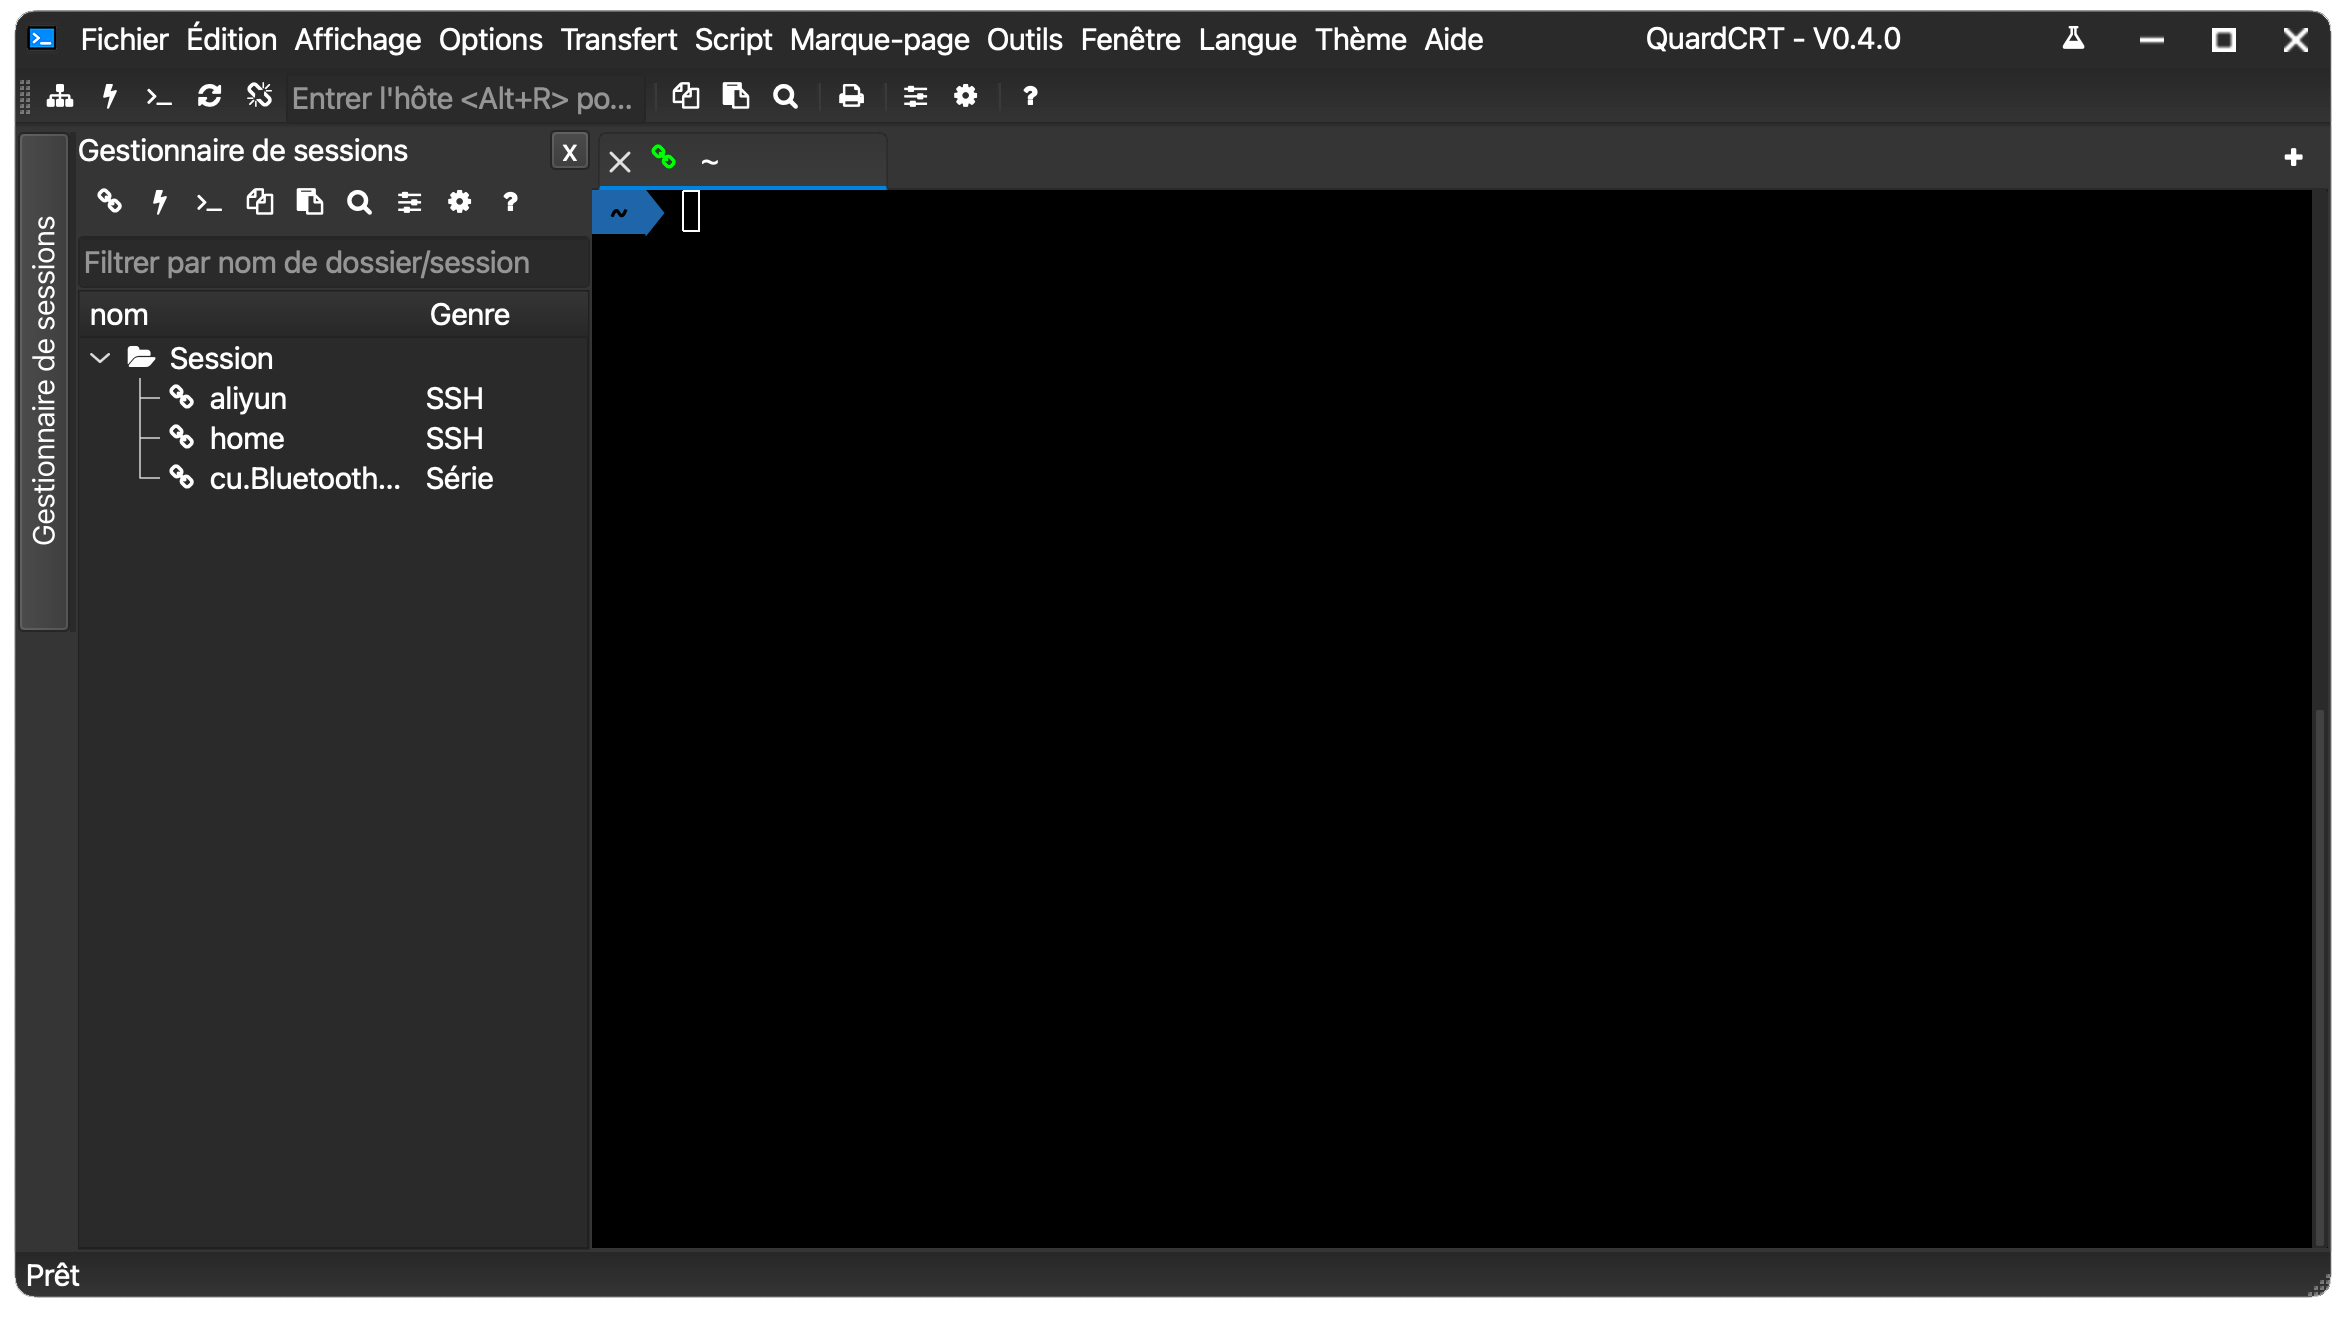 Fichier Édition Affichage Options Transfert Script Marque-page Outils Fenêtre Langue Thème Aide QuardCRT - V0.4.0
Entrer l'hôte <Alt+R> po...
Gestionnaire de sessions
Gestionnaire de sessions
~
~
Filtrer par nom de dossier/session
nom Genre
Session
aliyun SSH
home SSH
cu.Bluetooth... Série
Prêt